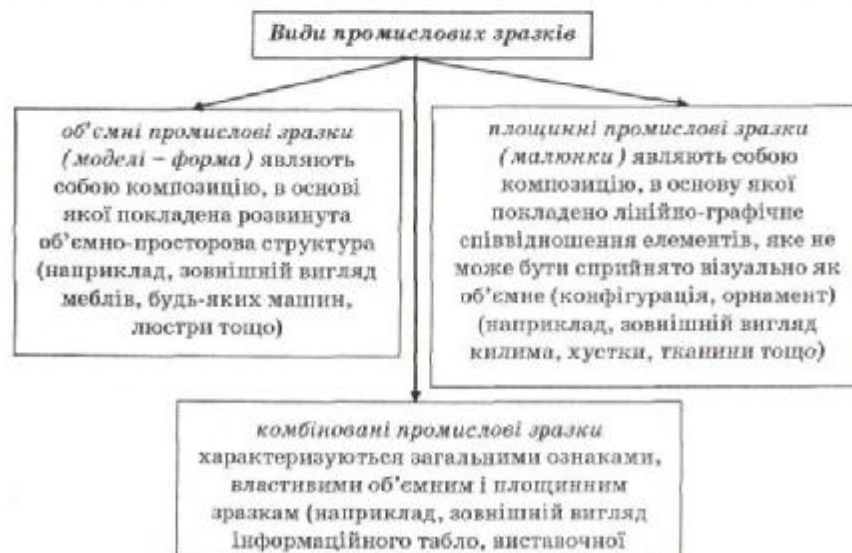 Види промислових зразків
об'ємні промислові зразки
(моделі – форма) являють
собою композицію, в основі
якої покладена розвинута
об'ємно-просторова структура
(наприклад, зовнішній вигляд
меблів, будь-яких машин,
люстри тощо)
площинні промислові зразки
(малюнки) являють собою
композицію, в основу якої
покладено лінійно-графічне
співвідношення елементів, яке не
може бути сприйнято візуально як
об'ємне (конфігурація, орнамент)
(наприклад, зовнішній вигляд
килима, хустки, тканини тощо)
комбіновані промислові зразки
характеризуються загальними ознаками,
властивими об'ємним і площинним
зразкам (наприклад, зовнішній вигляд
інформаційного табло, виставочної